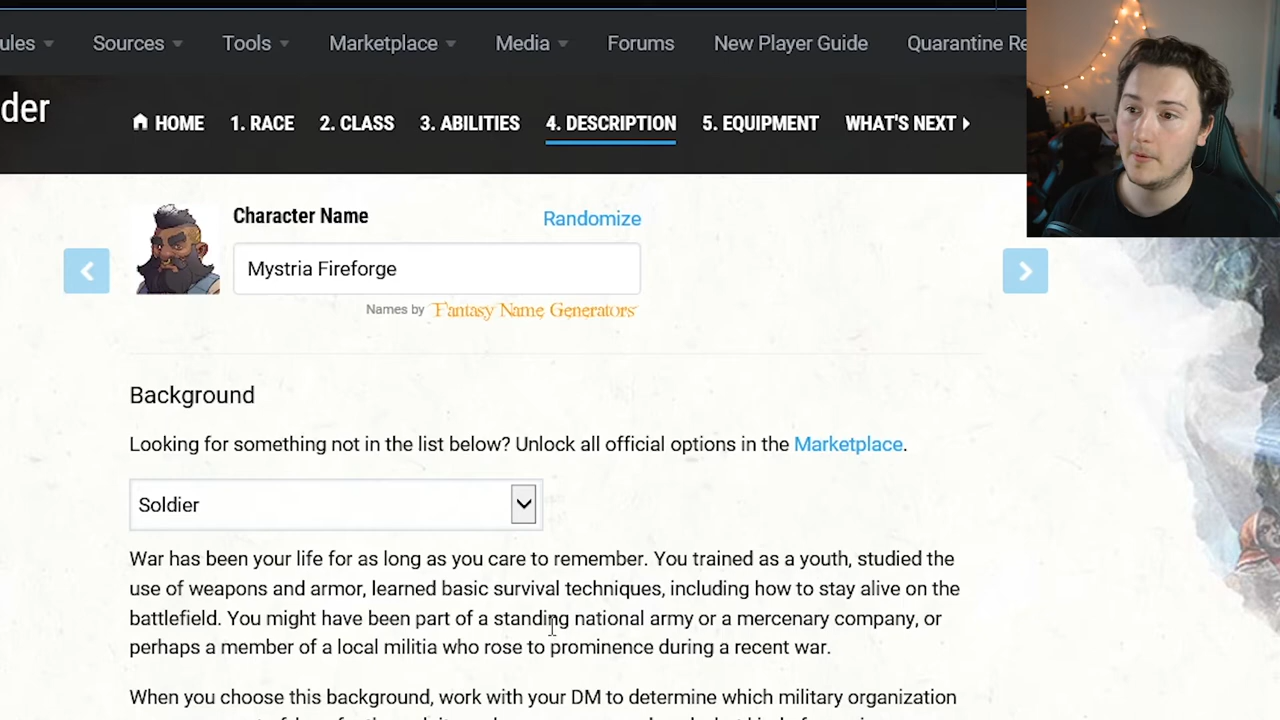 ules Sources Tools Marketplace Media Forums New Player Guide Quarantine Re
der
HOME 1. RACE 2. CLASS 3. ABILITIES 4. DESCRIPTION 5. EQUIPMENT WHAT'S NEXT
Character Name Randomize
Mystria Fireforge
Names by Fantasy Name Generators
Background
Looking for something not in the list below? Unlock all official options in the Marketplace.
Soldier
War has been your life for as long as you care to remember. You trained as a youth, studied the
use of weapons and armor, learned basic survival techniques, including how to stay alive on the
battlefield. You might have been part of a standing national army or a mercenary company, or
perhaps a member of a local militia who rose to prominence during a recent war.
When you choose this background, work with your DM to determine which military organization